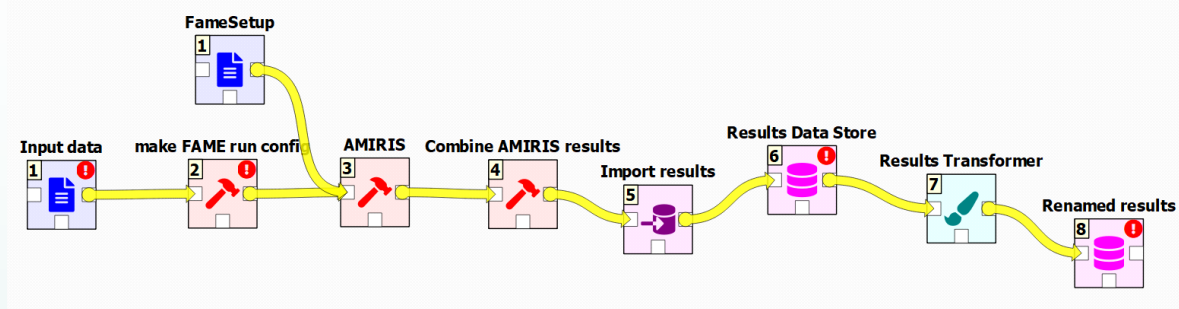 FameSetup
1
Input data
1
!
make FAME run config
2
!
AMIRIS
3
Combine AMIRIS results
4
Import results
5
Results Data Store
6
!
Results Transformer
7
Renamed results
8
!